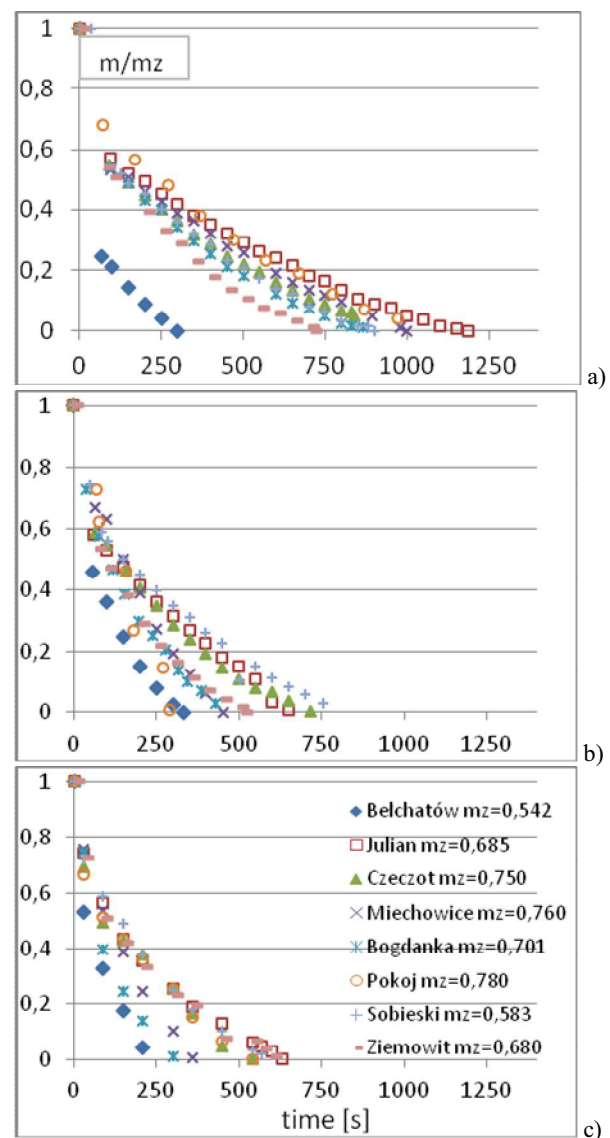 1
m/mz
0,8
0,6
0,4
0,2
0
0 250 500 750 1000 1250
a)
1
0,8
0,6
0,4
0,2
0
0 250 500 750 1000 1250
b)
1
0,8
0,6
0,4
0,2
0
Bełchatów mz=0,542
Julian mz=0,685
Czeczot mz=0,750
Miechowice mz=0,760
Bogdanka mz=0,701
Pokoj mz=0,780
Sobieski mz=0,583
Ziemowit mz=0,680
0 250 500 750 1000 1250
time [s]
c)